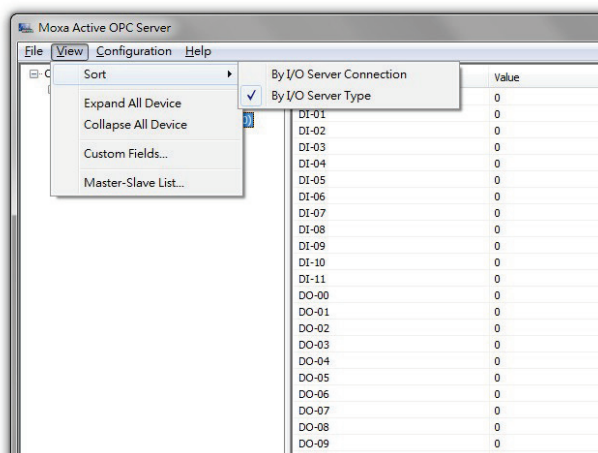 Moxa Active OPC Server
File View Configuration Help
Sort
Expand All Device
Collapse All Device
Custom Fields...
Master-Slave List...
By I/O Server Connection
By I/O Server Type
Value
0
DI-01 0
DI-02 0
DI-03 0
DI-04 0
DI-05 0
DI-06 0
DI-07 0
DI-08 0
DI-09 0
DI-10 0
DI-11 0
DO-00 0
DO-01 0
DO-02 0
DO-03 0
DO-04 0
DO-05 0
DO-06 0
DO-07 0
DO-08 0
DO-09 0